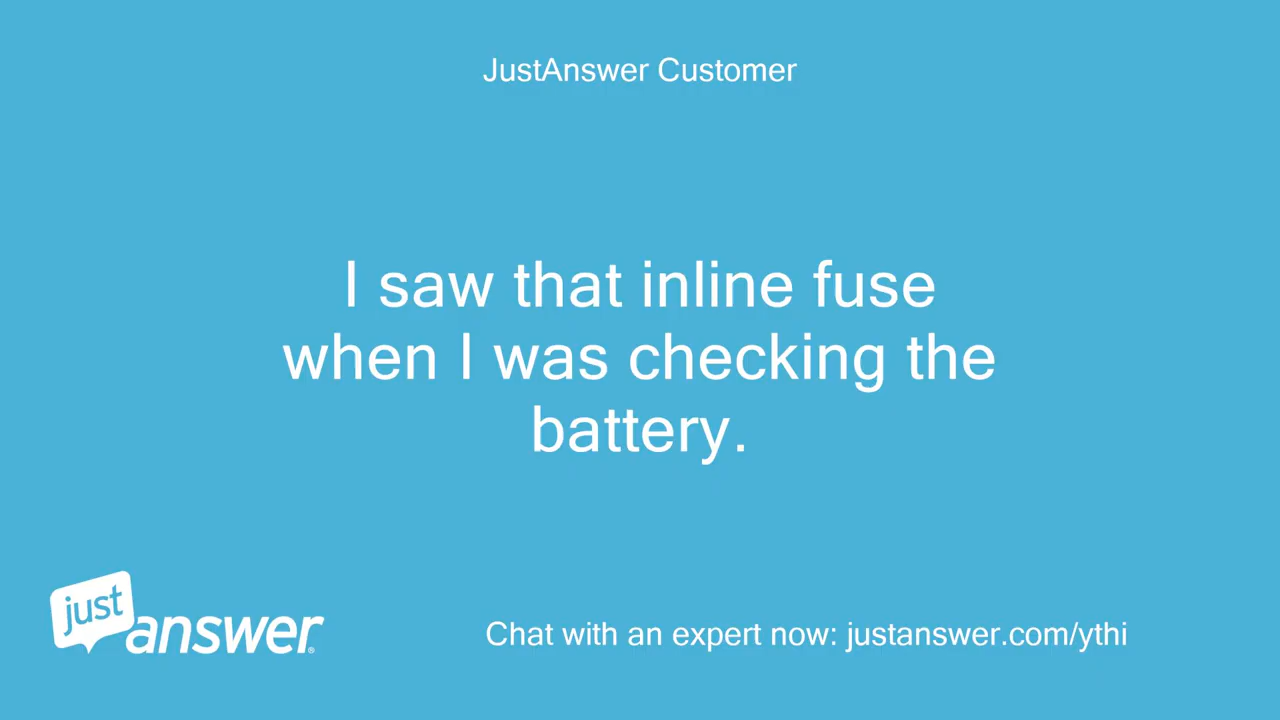 JustAnswer Customer
I saw that inline fuse
when I was checking the
battery.
just
answer®
Chat with an expert now: justanswer.com/ythi